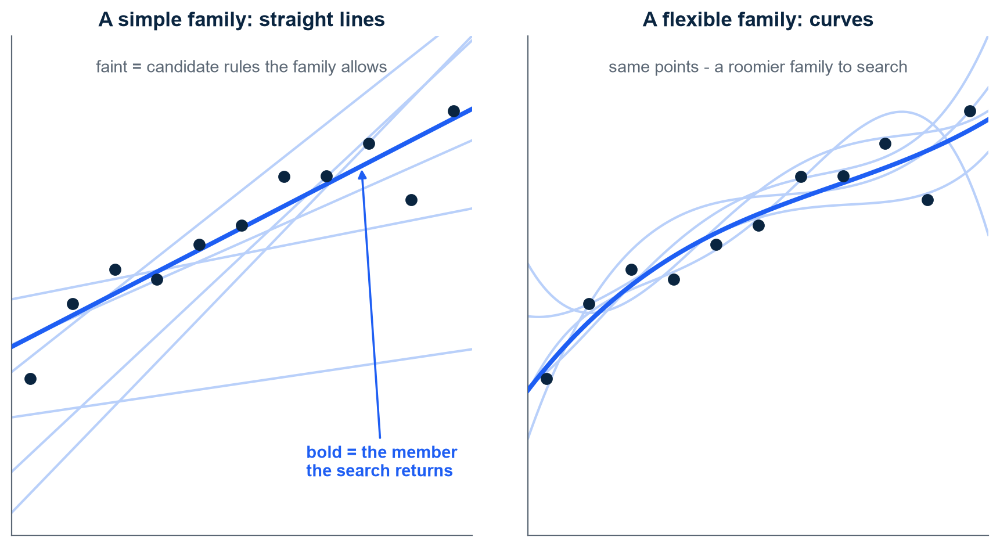 A simple family: straight lines
faint = candidate rules the family allows
bold = the member
the search returns
A flexible family: curves
same points - a roomier family to search